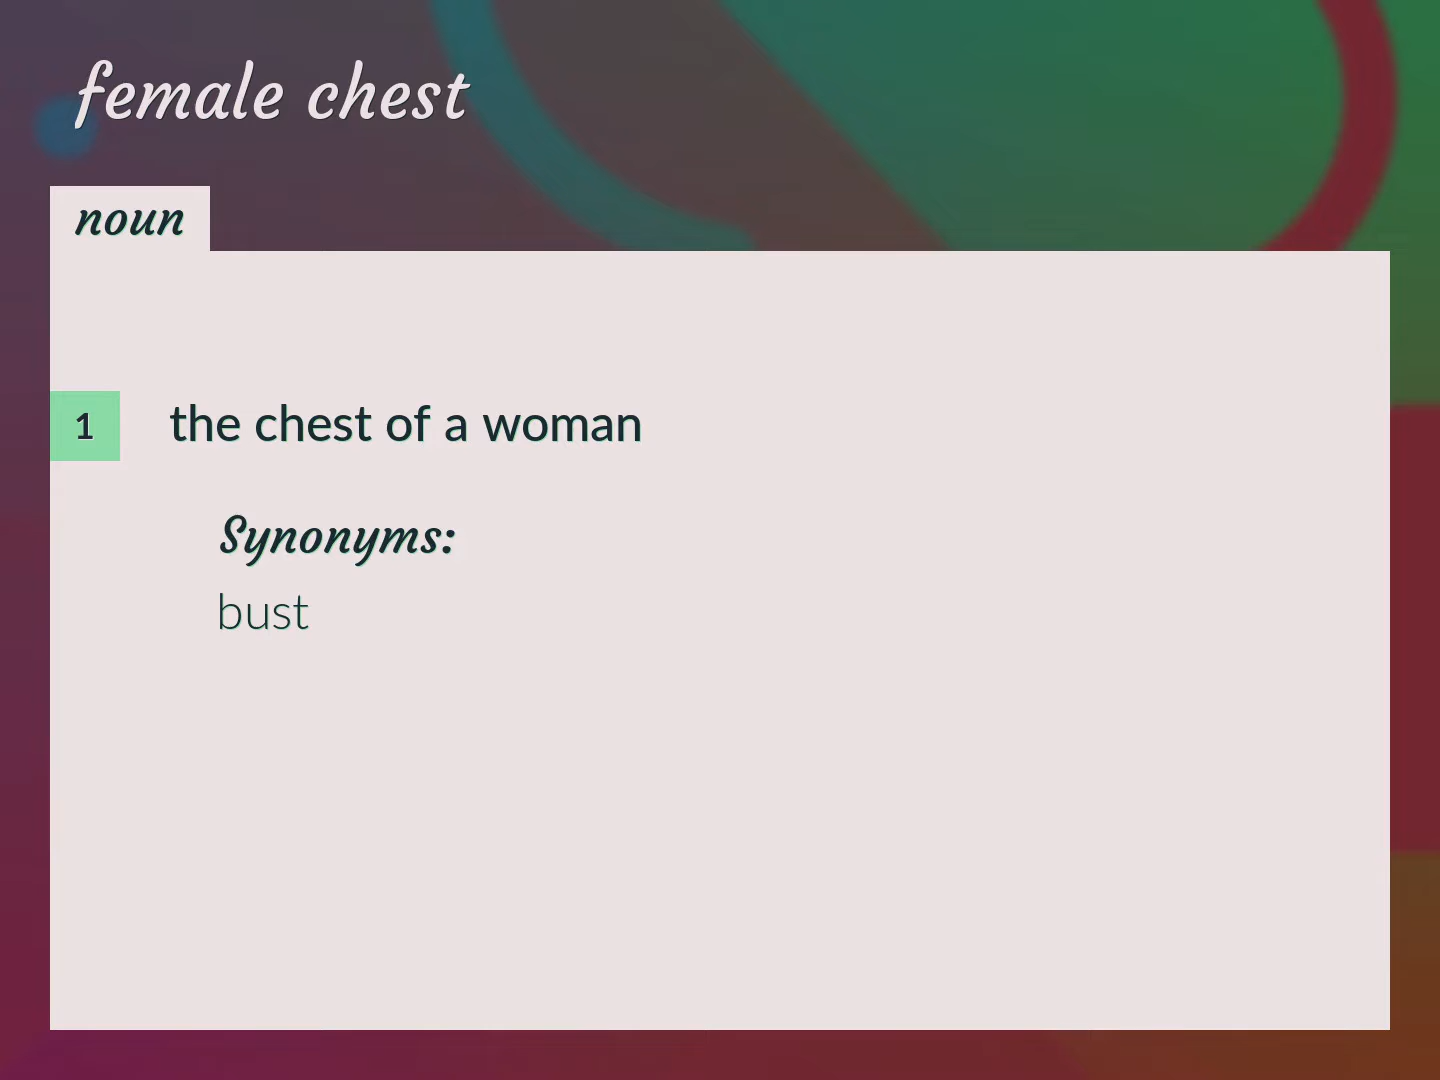 female chest
noun
1 the chest of a woman
Synonyms:
bust